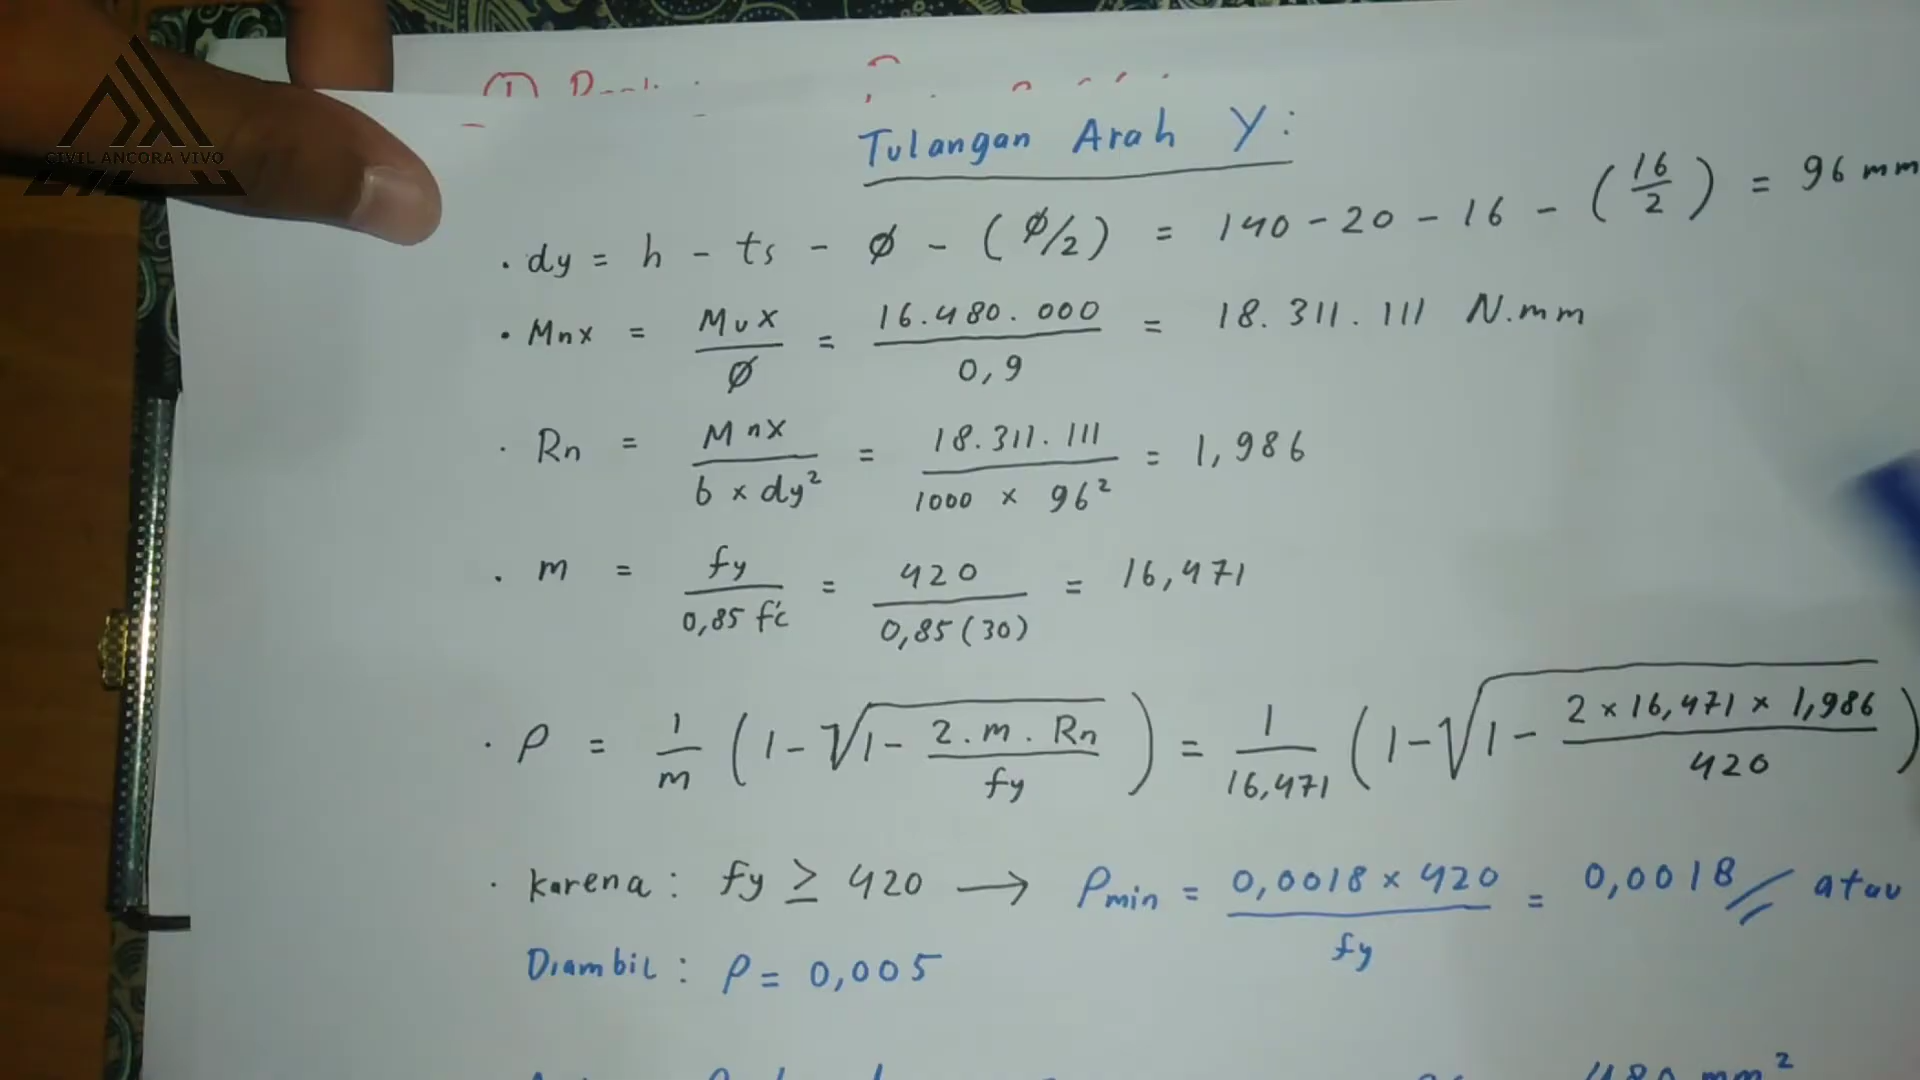 CIVIL ANCORA VIVO
Tulangan Arah Y:
· dy = h - ts - ø - (ø/2) = 140 - 20 - 16 - (16/2) = 96 mm
· Mnx = Mux/ø = 16.480.000/0,9 = 18.311.111 N.mm
· Rn = Mnx/b x dy² = 18.311.111/1000 x 96² = 1,986
· m = fy/0,85 f'c = 420/0,85(30) = 16,471
· ρ = 1/m (1-√1- 2.m.Rn/fy) = 1/16,471 (1-√1- 2 x 16,471 x 1,986/420)
· karena : fy ≥ 420 → ρmin = 0,0018 x 420/fy = 0,0018 // atau
Diambil : ρ = 0,005
480 mm²